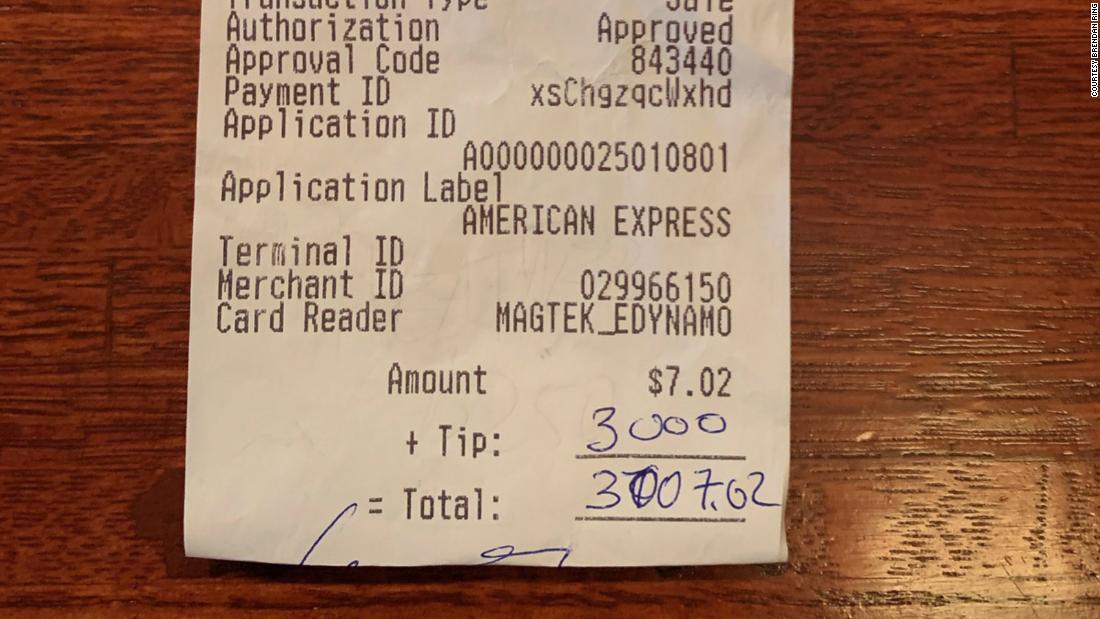 Transaction Type Sale
Authorization Approved
Approval Code 843440
Payment ID xsChgzqcWxhd
Application ID
A000000025010801
Application Label
AMERICAN EXPRESS
Terminal ID
Merchant ID 029966150
Card Reader MAGTEK_EDYNAMO
Amount $7.02
+ Tip: 3000
= Total: 3007.02
COURTESY BRENDAN RING